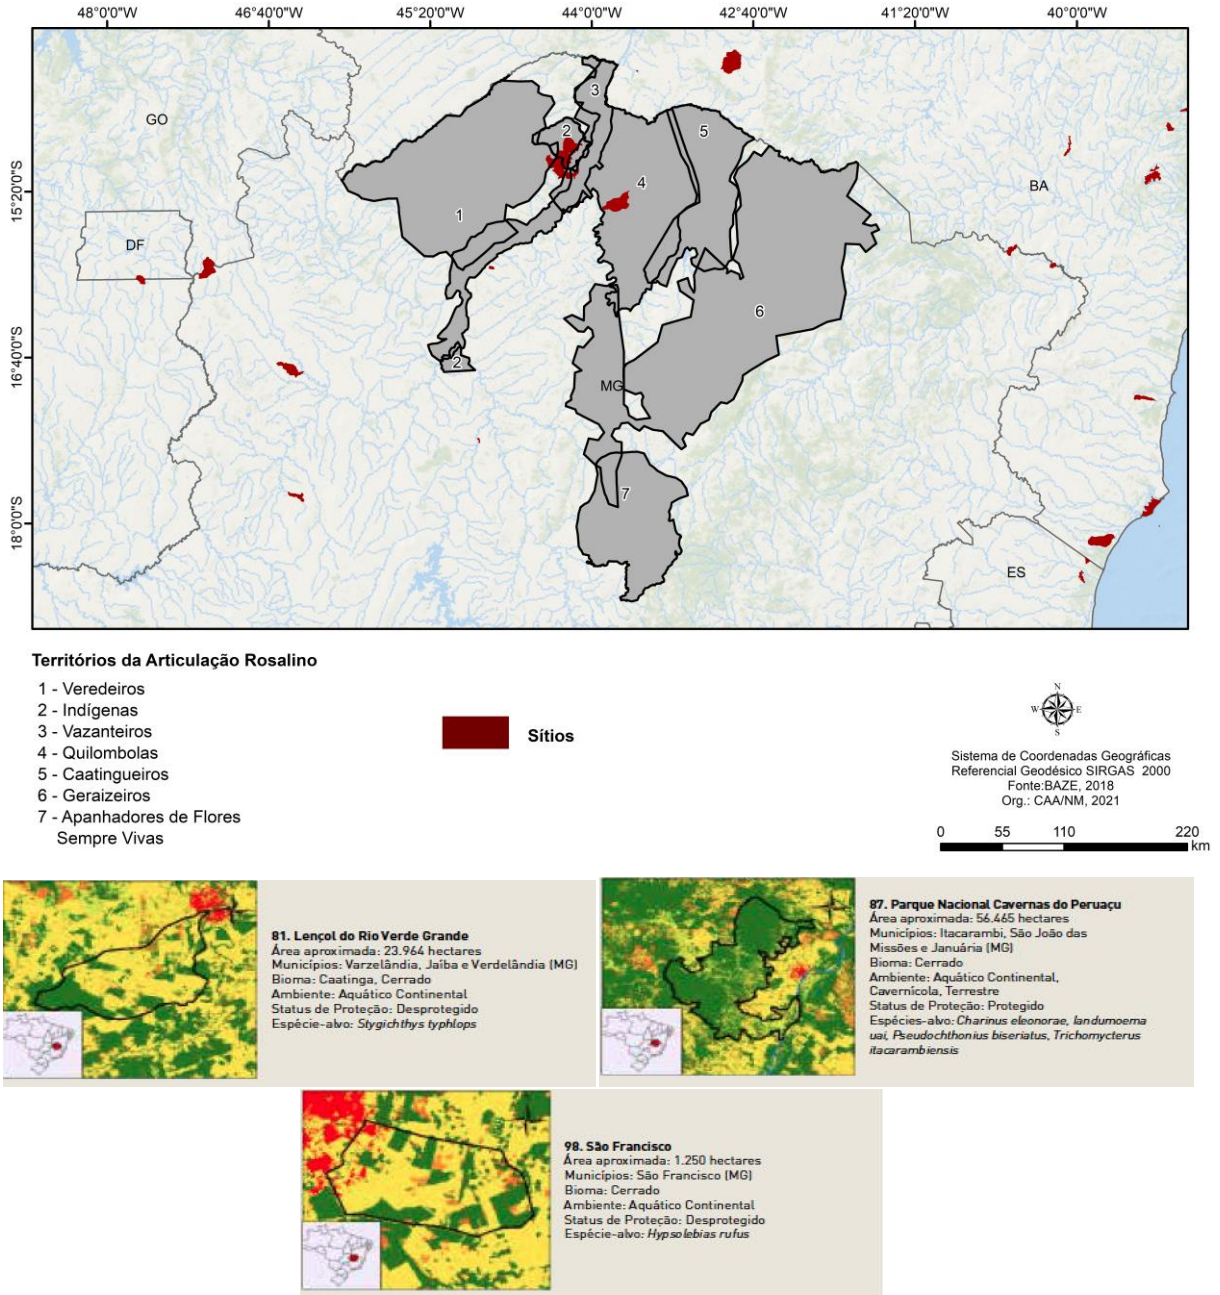 48°0'0"W 46°40'0"W 45°20'0"W 44°0'0"W 42°40'0"W 41°20'0"W 40°0'0"W
15°20'0"S
16°40'0"S
18°0'0"S
GO
DF
BA
MG
ES
1
2
3
4
5
6
2
7
Territórios da Articulação Rosalino
1 - Veredeiros
2 - Indígenas
3 - Vazanteiros
4 - Quilombolas
5 - Caatingueiros
6 - Geraizeiros
7 - Apanhadores de Flores
Sempre Vivas
Sítios
N
W E
S
Sistema de Coordenadas Geográficas
Referencial Geodésico SIRGAS 2000
Fonte:BAZE, 2018
Org.: CAA/NM, 2021
0 55 110 220
km
81. Lençol do Rio Verde Grande
Área aproximada: 23.964 hectares
Municípios: Varzelândia, Jaíba e Verdelândia (MG)
Bioma: Caatinga, Cerrado
Ambiente: Aquático Continental
Status de Proteção: Desprotegido
Espécie-alvo: Stygichthys typhlops
87. Parque Nacional Cavernas do Peruaçu
Área aproximada: 56.465 hectares
Municípios: Itacarambi, São João das
Missões e Januária (MG)
Bioma: Cerrado
Ambiente: Aquático Continental,
Cavernícola, Terrestre
Status de Proteção: Protegido
Espécies-alvo: Charinus eleonorae, Iandumoema
uai, Pseudochthonius biseriatus, Trichomycterus
itacarambiensis
98. São Francisco
Área aproximada: 1.250 hectares
Municípios: São Francisco (MG)
Bioma: Cerrado
Ambiente: Aquático Continental
Status de Proteção: Desprotegido
Espécie-alvo: Hypsolebias rufus